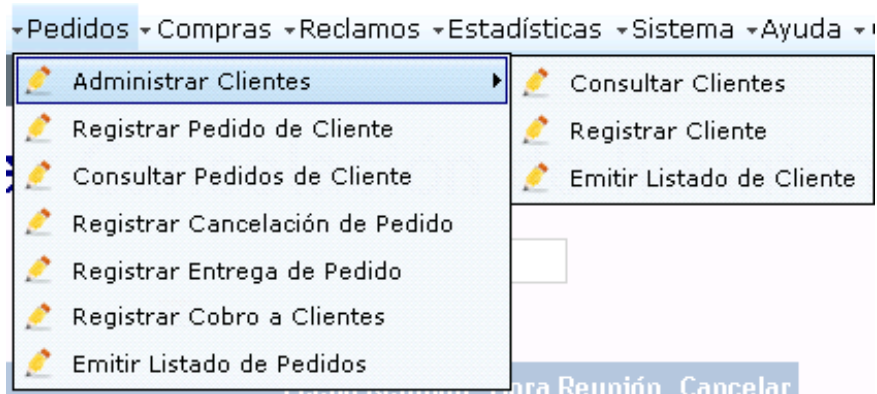 Pedidos Compras Reclamos Estadísticas Sistema Ayuda
Administrar Clientes
Registrar Pedido de Cliente
Consultar Pedidos de Cliente
Registrar Cancelación de Pedido
Registrar Entrega de Pedido
Registrar Cobro a Clientes
Emitir Listado de Pedidos
Consultar Clientes
Registrar Cliente
Emitir Listado de Cliente
Reunión Cancelar